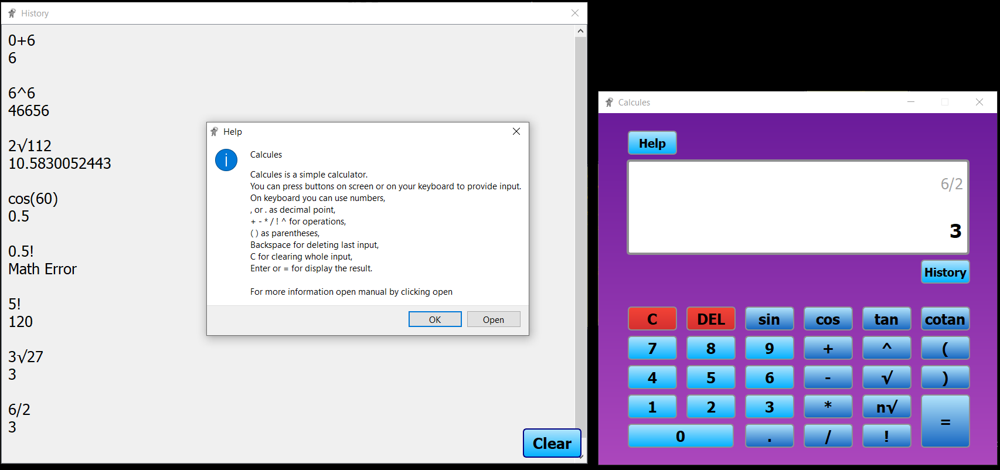 History
0+6
6
6^6
46656
2√112
10.5830052443
cos(60)
0.5
0.5!
Math Error
5!
120
3√27
3
6/2
3
Clear
Help
Calcules
Calcules is a simple calculator.
You can press buttons on screen or on your keyboard to provide input.
On keyboard you can use numbers,
, or . as decimal point,
+ - * / ! ^ for operations,
( ) as parentheses,
Backspace for deleting last input,
C for clearing whole input,
Enter or = for display the result.
For more information open manual by clicking open
OK Open
Calcules
Help
6/2
3
History
C DEL sin cos tan cotan
7 8 9 + ^ (
4 5 6 - √ )
1 2 3 * n√ =
0 . / !